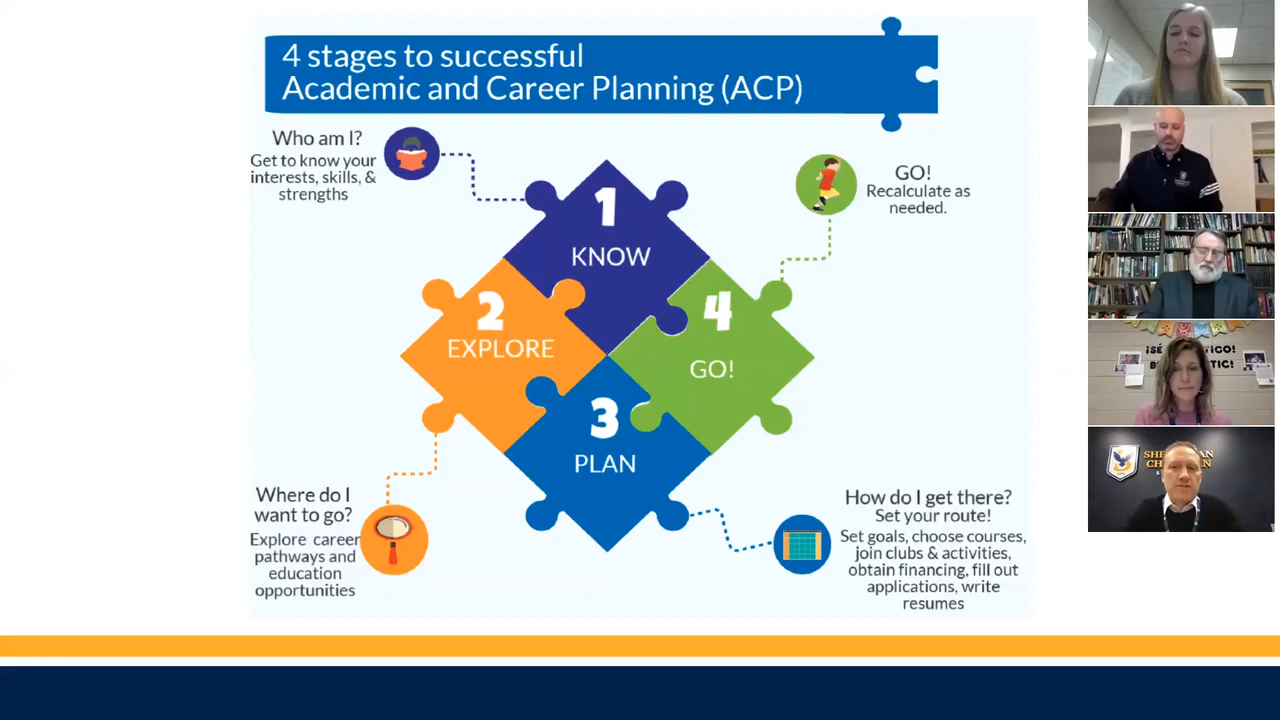 4 stages to successful
Academic and Career Planning (ACP)
Who am I?
Get to know your
interests, skills, &
strengths
1
KNOW
GO!
Recalculate as
needed.
2
EXPLORE
4
GO!
3
PLAN
Where do I
want to go?
Explore career
pathways and
education
opportunities
How do I get there?
Set your route!
Set goals, choose courses,
join clubs & activities,
obtain financing, fill out
applications, write
resumes